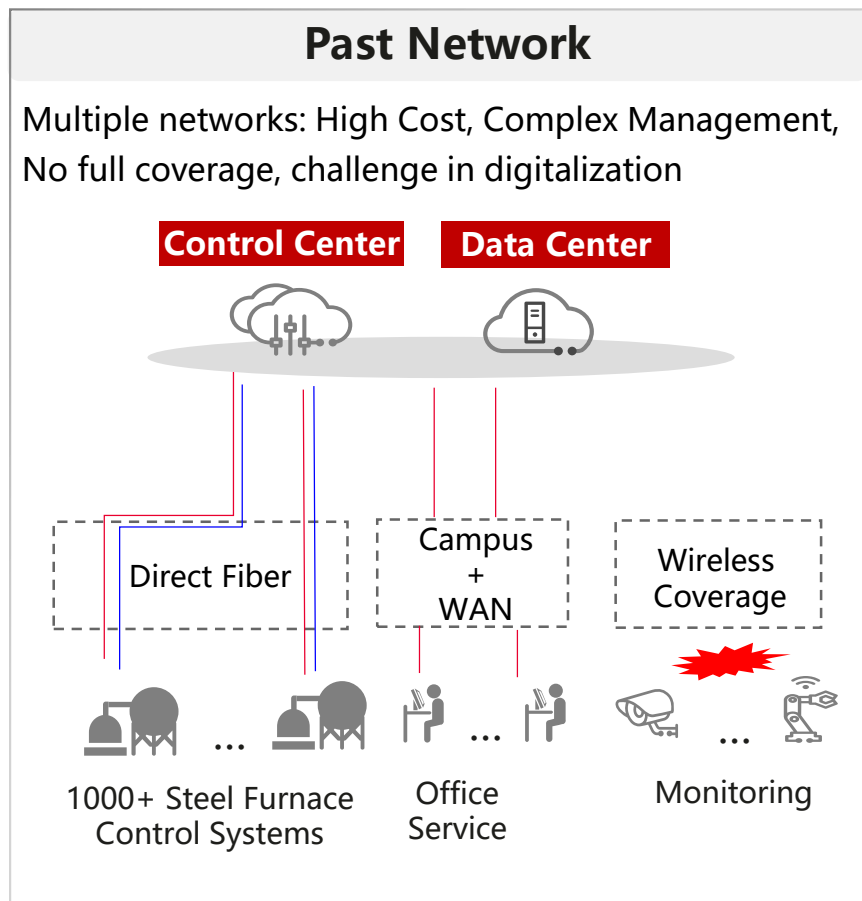 Past Network
Multiple networks: High Cost, Complex Management,
No full coverage, challenge in digitalization
Control Center
Data Center
Direct Fiber
Campus
+
WAN
Wireless
Coverage
...
...
...
1000+ Steel Furnace
Control Systems
Office
Service
Monitoring